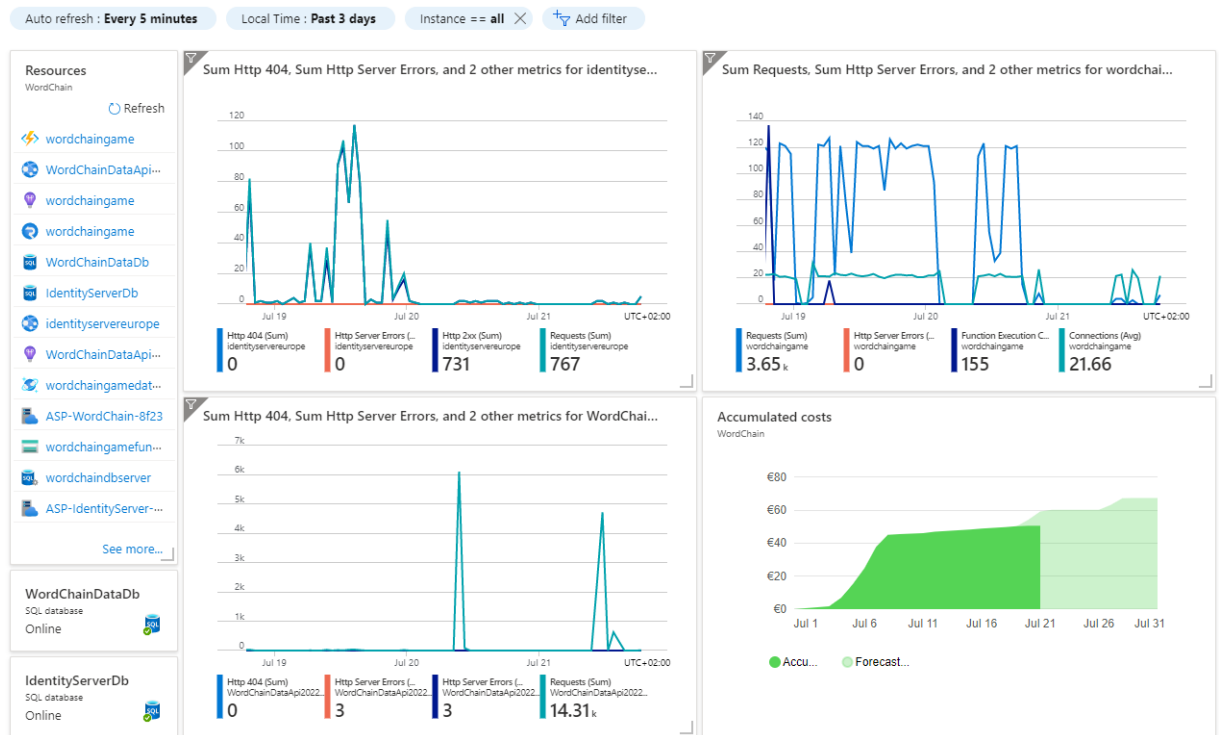 Auto refresh : Every 5 minutes
Local Time : Past 3 days
Instance == all
Add filter
Resources
WordChain
Refresh
wordchaingame
WordChainDataApi...
wordchaingame
wordchaingame
WordChainDataDb
IdentityServerDb
identityservereurope
WordChainDataApi...
wordchaingamedat...
ASP-WordChain-8f23
wordchaingamefun...
wordchaindbserver
ASP-IdentityServer-...
See more...
WordChainDataDb
SQL database
Online
IdentityServerDb
SQL database
Online
Sum Http 404, Sum Http Server Errors, and 2 other metrics for identityse...
120
100
80
60
40
20
0
Jul 19
Jul 20
Jul 21
UTC+02:00
Http 404 (Sum)
identityservereurope
0
Http Server Errors (...
identityservereurope
0
Http 2xx (Sum)
identityservereurope
731
Requests (Sum)
identityservereurope
767
Sum Requests, Sum Http Server Errors, and 2 other metrics for wordchai...
140
120
100
80
60
40
20
0
Jul 19
Jul 20
Jul 21
UTC+02:00
Requests (Sum)
wordchaingame
3.65 k
Http Server Errors (...
wordchaingame
0
Function Execution C...
wordchaingame
155
Connections (Avg)
wordchaingame
21.66
Sum Http 404, Sum Http Server Errors, and 2 other metrics for WordChai...
7k
6k
5k
4k
3k
2k
1k
0
Jul 19
Jul 20
Jul 21
UTC+02:00
Http 404 (Sum)
WordChainDataApi2022...
0
Http Server Errors (...
WordChainDataApi2022...
3
Http Server Errors (...
WordChainDataApi2022...
3
Requests (Sum)
WordChainDataApi2022...
14.31 k
Accumulated costs
WordChain
€80
€60
€40
€20
€0
Jul 1
Jul 6
Jul 11
Jul 16
Jul 21
Jul 26
Jul 31
Accu...
Forecast...